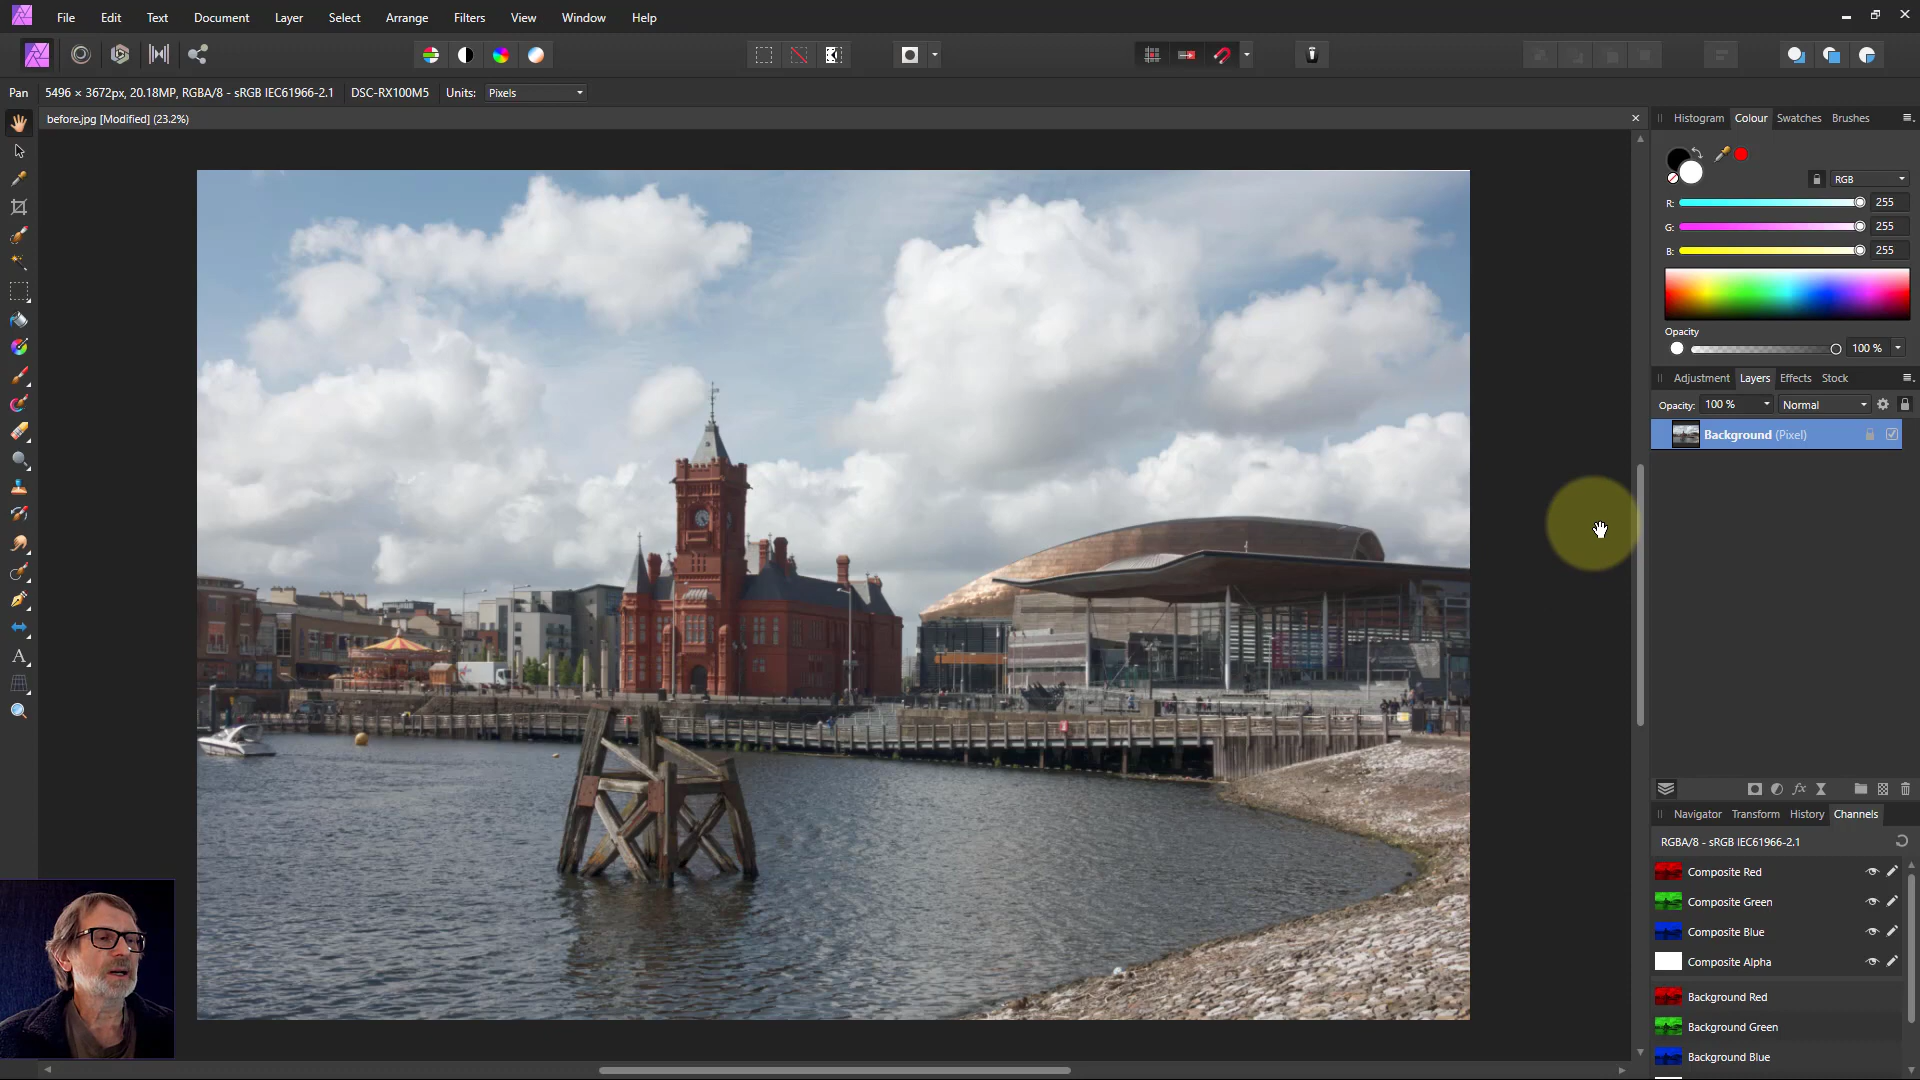 File Edit Text Document Layer Select Arrange Filters View Window Help
Pan 5496 × 3672px, 20.18MP, RGBA/8 - sRGB IEC61966-2.1 DSC-RX100M5 Units: Pixels
before.jpg [Modified] (23.2%)
Histogram Colour Swatches Brushes
RGB
R: 255
G: 255
B: 255
Opacity
100 %
Adjustment Layers Effects Stock
Opacity: 100 % Normal
Background (Pixel)
fx
Navigator Transform History Channels
RGBA/8 - sRGB IEC61966-2.1
Composite Red
Composite Green
Composite Blue
Composite Alpha
Background Red
Background Green
Background Blue